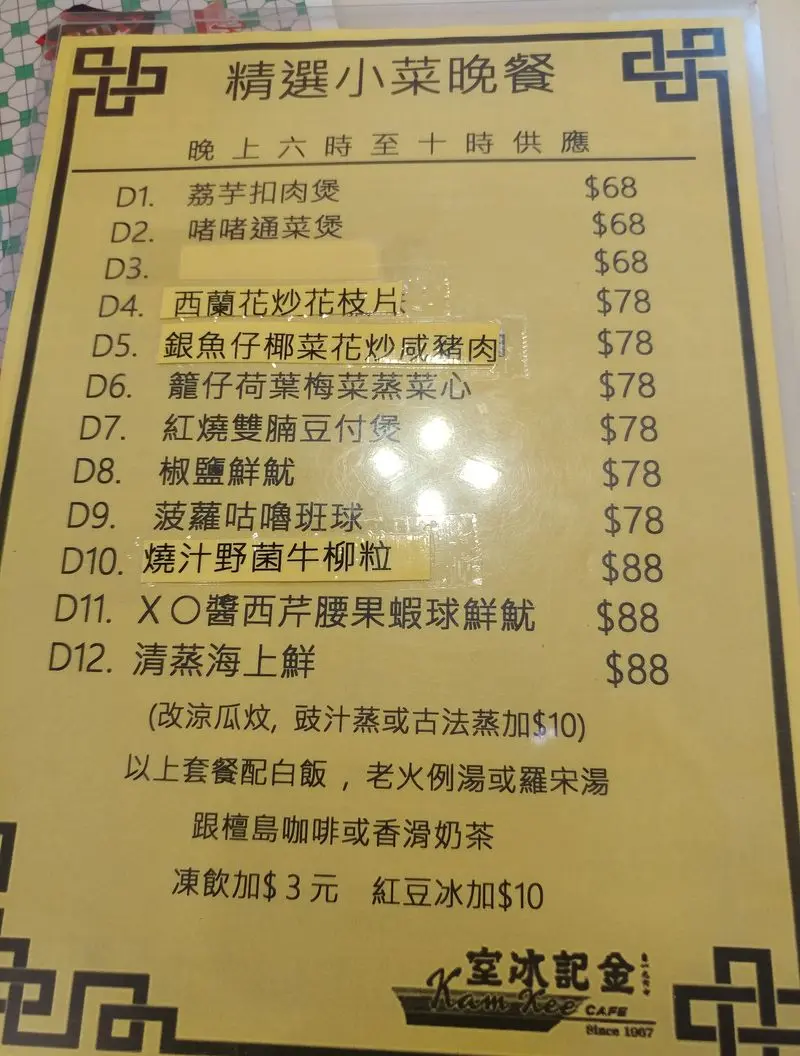 精選小菜晚餐
晚上六時至十時供應
D1. 荔芋扣肉煲 $68
D2. 啫啫通菜煲 $68
D3. $68
D4. 西蘭花炒花枝片 $78
D5. 銀魚仔椰菜花炒咸豬肉 $78
D6. 籠仔荷葉梅菜蒸菜心 $78
D7. 紅燒雙腩豆付煲 $78
D8. 椒鹽鮮魷 $78
D9. 菠蘿咕嚕班球 $78
D10. 燒汁野菌牛柳粒 $88
D11. X〇醬西芹腰果蝦球鮮魷 $88
D12. 清蒸海上鮮 $88
(改涼瓜炆, 豉汁蒸或古法蒸加$10)
以上套餐配白飯 , 老火例湯或羅宋湯
跟檀島咖啡或香滑奶茶
凍飲加$3元 紅豆冰加$10
室冰記金
Kam Kee CAFE
Since 1967